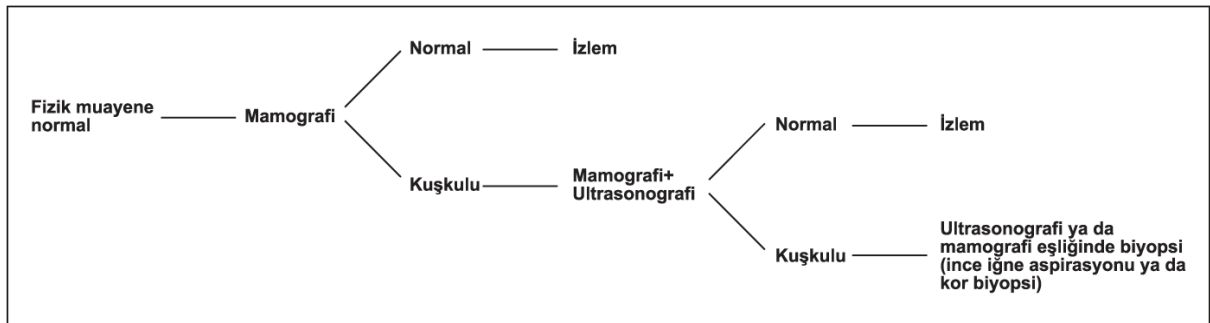 Fizik muayene
normal
Mamografi
Normal
İzlem
Kuşkulu
Mamografi+
Ultrasonografi
Normal
İzlem
Kuşkulu
Ultrasonografi ya da
mamografi eşliğinde biyopsi
(ince iğne aspirasyonu ya da
kor biyopsi)